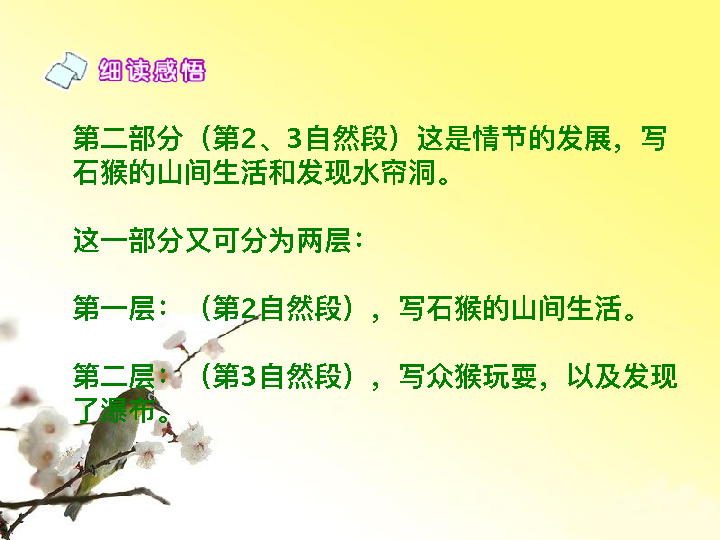 细读感悟
第二部分（第2、3自然段）这是情节的发展，写
石猴的山间生活和发现水帘洞。
这一部分又可分为两层：
第一层：（第2自然段），写石猴的山间生活。
第二层：（第3自然段），写众猴玩耍，以及发现
了瀑布。